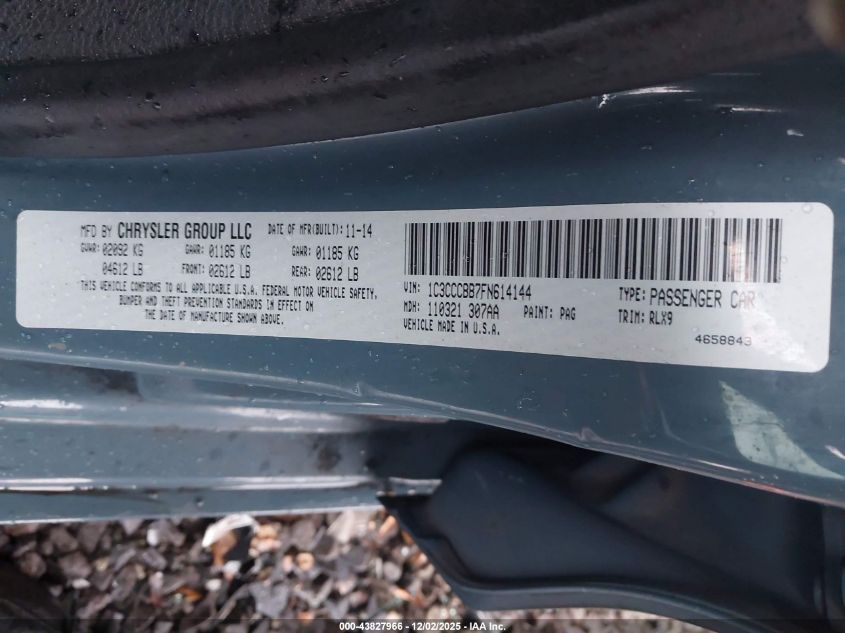 MFD BY CHRYSLER GROUP LLC DATE OF MFR(BUILT): 11-14
GVWR: 02092 KG GAWR: 01185 KG GAWR: 01185 KG
04612 LB FRONT: 02612 LB REAR: 02612 LB
THIS VEHICLE CONFORMS TO ALL APPLICABLE U.S.A. FEDERAL MOTOR VEHICLE SAFETY,
BUMPER AND THEFT PREVENTION STANDARDS IN EFFECT ON
THE DATE OF MANUFACTURE SHOWN ABOVE.
VIN: 1C3CCCBB7FN614144 TYPE: PASSENGER CAR
MDH: 110321 307AA PAINT: PAG TRIM: RLX9
VEHICLE MADE IN U.S.A.
4658843
000-43827966 - 12/02/2025 - IAA Inc.